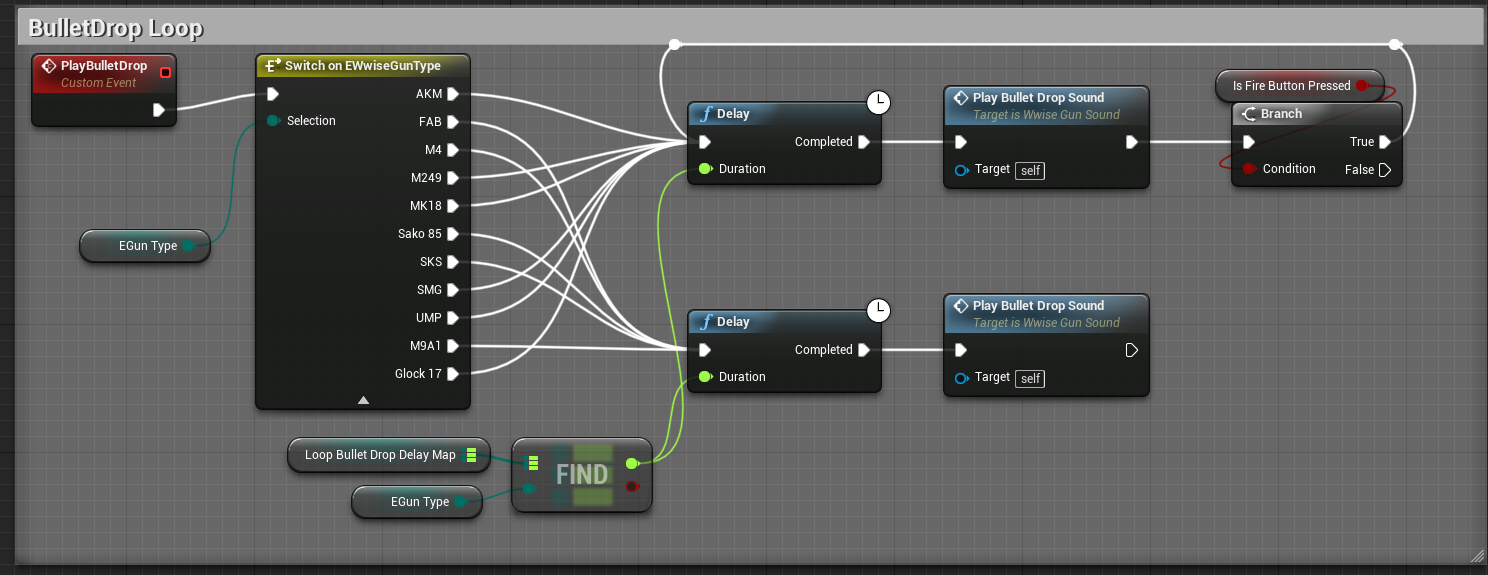 BulletDrop Loop
PlayBulletDrop
Custom Event
Switch on EWwiseGunType
Selection
AKM
FAB
M4
M249
MK18
Sako 85
SKS
SMG
UMP
M9A1
Glock 17
EGun Type
Loop Bullet Drop Delay Map
EGun Type
FIND
Delay
Completed
Duration
Play Bullet Drop Sound
Target is Wwise Gun Sound
Target self
Is Fire Button Pressed
Branch
True
Condition
False
Delay
Completed
Duration
Play Bullet Drop Sound
Target is Wwise Gun Sound
Target self